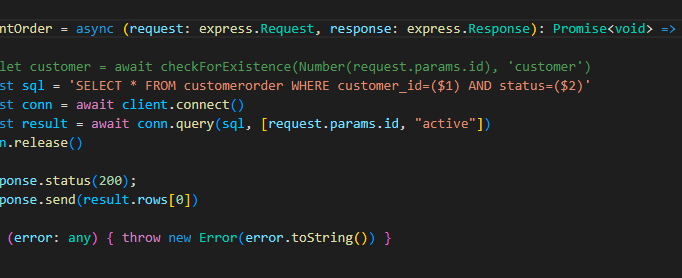 ntOrder = async (request: express.Request, response: express.Response): Promise<void> =>
let customer = await checkForExistence(Number(request.params.id), 'customer')
st sql = 'SELECT * FROM customerorder WHERE customer_id=($1) AND status=($2)'
st conn = await client.connect()
st result = await conn.query(sql, [request.params.id, "active"])
n.release()
ponse.status(200);
ponse.send(result.rows[0])
(error: any) { throw new Error(error.toString()) }